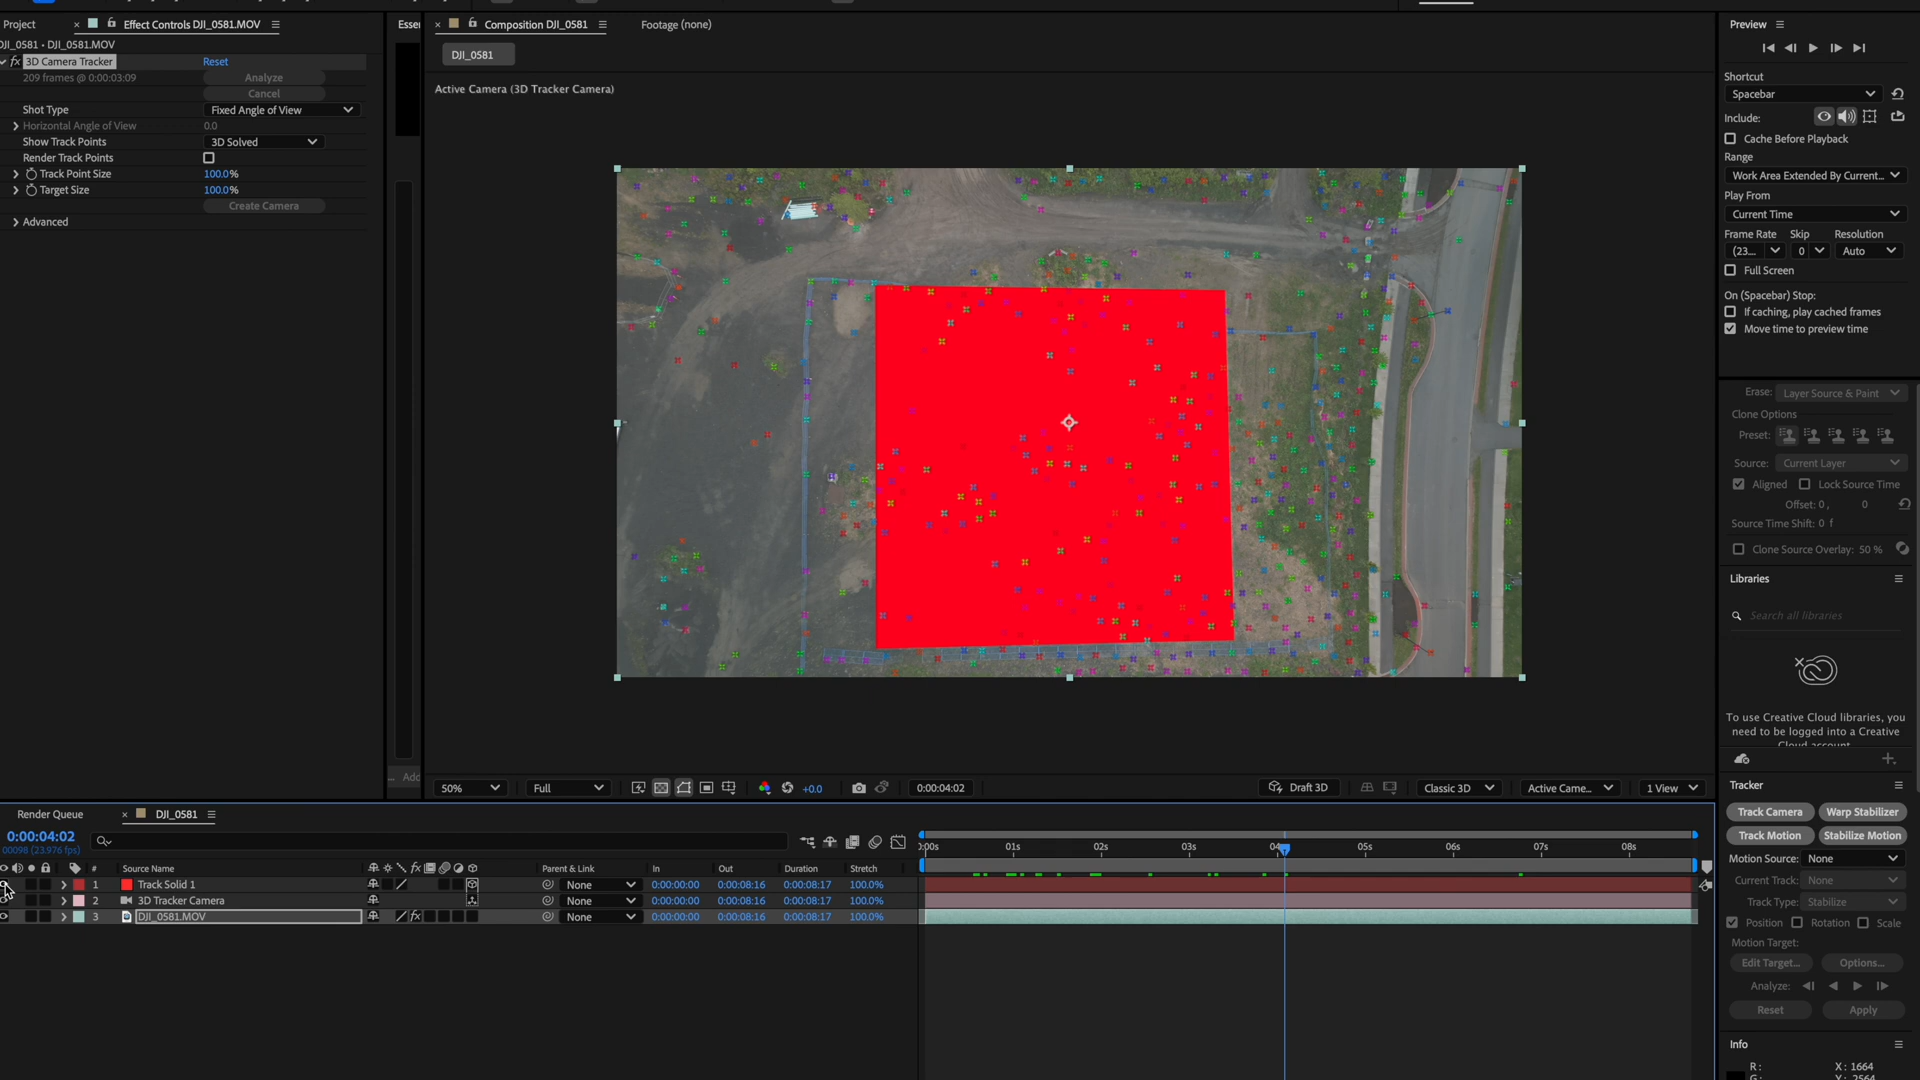 Project
× Effect Controls DJI_0581.MOV
Esser
× Composition DJI_0581
Footage (none)
Preview
DJI_0581 • DJI_0581.MOV
DJI_0581
fx 3D Camera Tracker Reset
209 frames @ 0:00:03:09 Analyze
Cancel
Shot Type Fixed Angle of View
Horizontal Angle of View 0.0
Show Track Points 3D Solved
Render Track Points
Track Point Size 100.0%
Target Size 100.0%
Create Camera
Advanced
Active Camera (3D Tracker Camera)
... Add
Shortcut
Spacebar
Include:
Cache Before Playback
Range
Work Area Extended By Current...
Play From
Current Time
Frame Rate Skip Resolution
(23... 0 Auto
Full Screen
On (Spacebar) Stop:
If caching, play cached frames
Move time to preview time
Erase: Layer Source & Paint
Clone Options
Preset:
Source: Current Layer
Aligned Lock Source Time
Offset: 0 , 0
Source Time Shift: 0 f
Clone Source Overlay: 50 %
Libraries
Search all libraries
To use Creative Cloud libraries, you
need to be logged into a Creative
Cloud account
50% Full +0.0 0:00:04:02 Draft 3D Classic 3D Active Came... 1 View
Tracker
Track Camera Warp Stabilizer
Track Motion Stabilize Motion
Motion Source: None
Current Track: None
Track Type: Stabilize
Position Rotation Scale
Motion Target:
Edit Target... Options...
Analyze:
Reset Apply
Info
R: X: 1664
G: Y: 2564
Render Queue × DJI_0581
0:00:04:02
00098 (23.976 fps)
:00s 01s 02s 03s 04 05s 06s 07s 08s
# Source Name fx Parent & Link In Out Duration Stretch
1 Track Solid 1 None 0:00:00:00 0:00:08:16 0:00:08:17 100.0%
2 3D Tracker Camera None 0:00:00:00 0:00:08:16 0:00:08:17 100.0%
3 DJI_0581.MOV fx None 0:00:00:00 0:00:08:16 0:00:08:17 100.0%